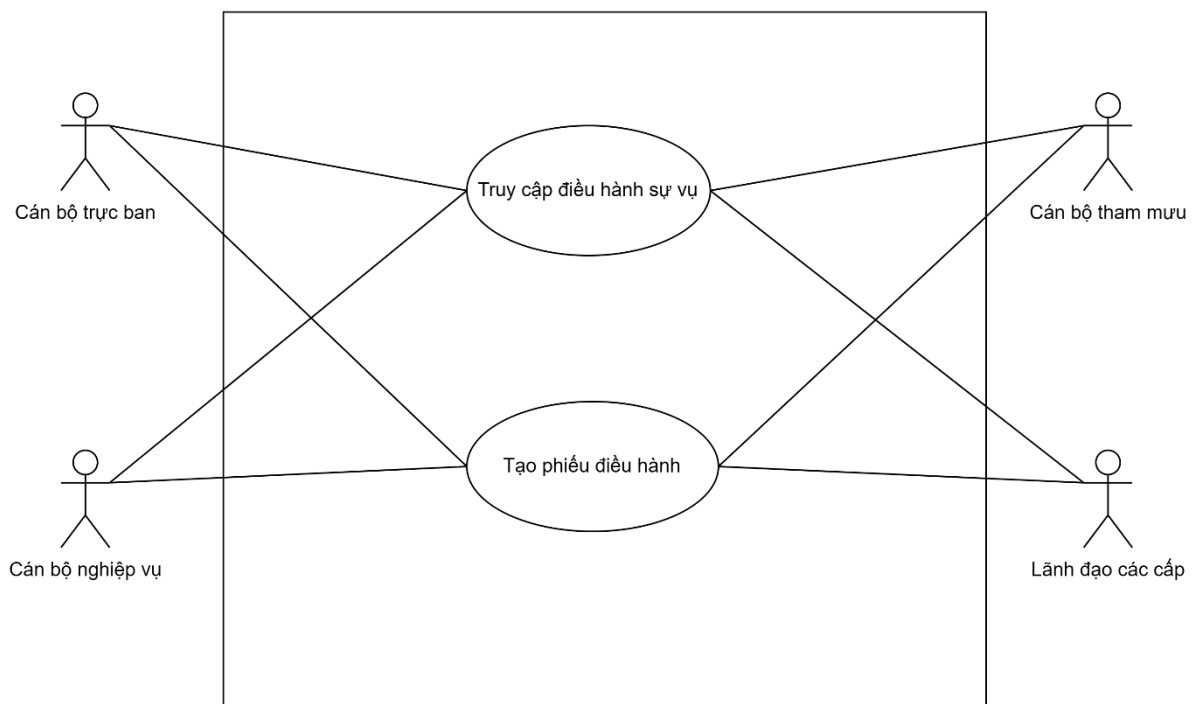 Truy cập điều hành sự vụ
Cán bộ trực ban
Cán bộ tham mưu
Tạo phiếu điều hành
Cán bộ nghiệp vụ
Lãnh đạo các cấp